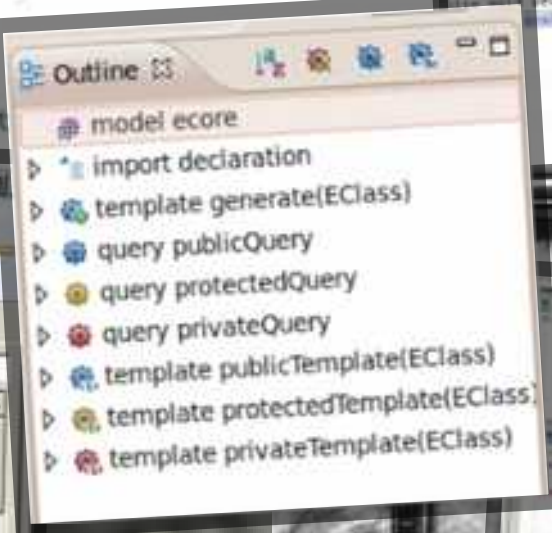 Outline
model ecore
import declaration
template generate(EClass)
query publicQuery
query protectedQuery
query privateQuery
template publicTemplate(EClass)
template protectedTemplate(EClass)
template privateTemplate(EClass)